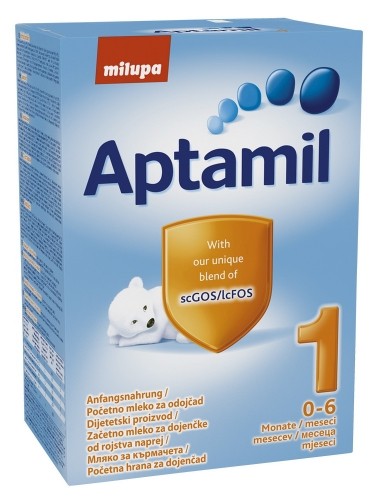 milupa
Aptamil
With
our unique
blend of
scGOS/lcFOS
1
0-6
Monate / meseci
mesecev / месеца
mjeseci
Anfangsnahrung /
Početno mleko za odojčad
Dijetetski proizvod /
Začetno mleko za dojenčke
od rojstva naprej /
Мляко за кърмачета /
Početna hrana za dojenčad